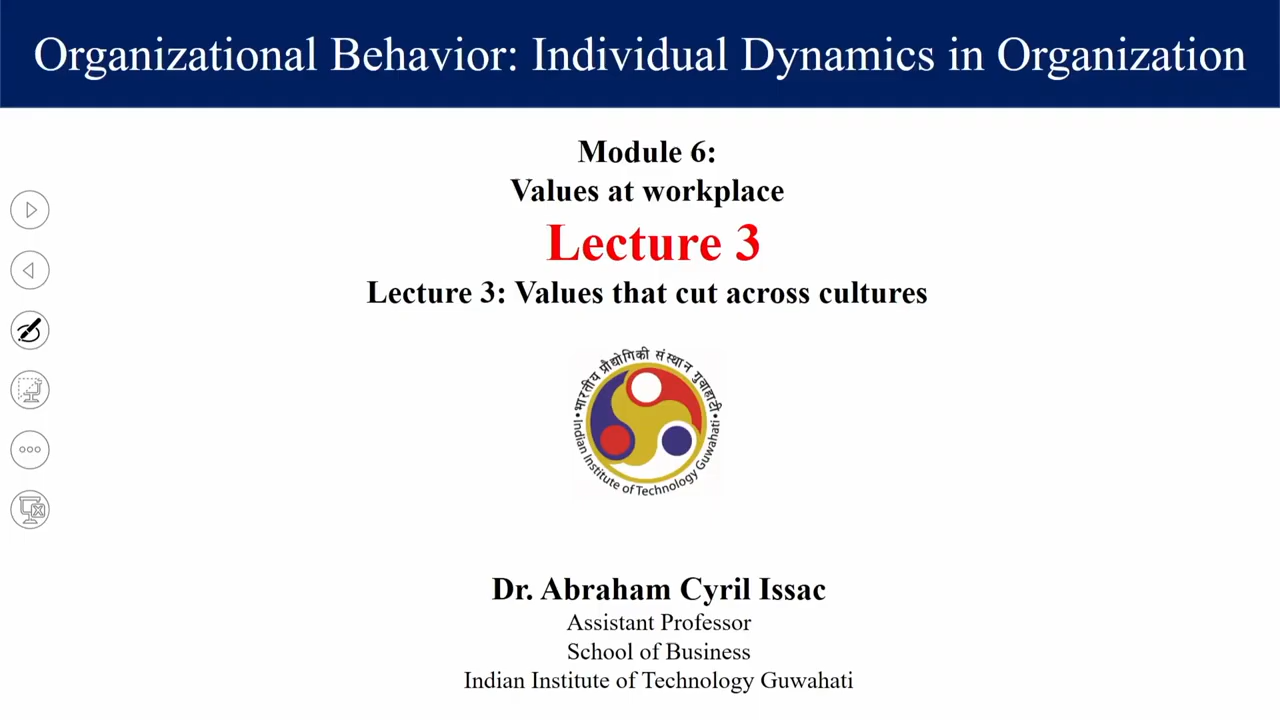 Organizational Behavior: Individual Dynamics in Organization
Module 6:
Values at workplace
Lecture 3
Lecture 3: Values that cut across cultures
भारतीय प्रौद्योगिकी संस्थान गुवाहाटी
Indian Institute of Technology Guwahati
Dr. Abraham Cyril Issac
Assistant Professor
School of Business
Indian Institute of Technology Guwahati